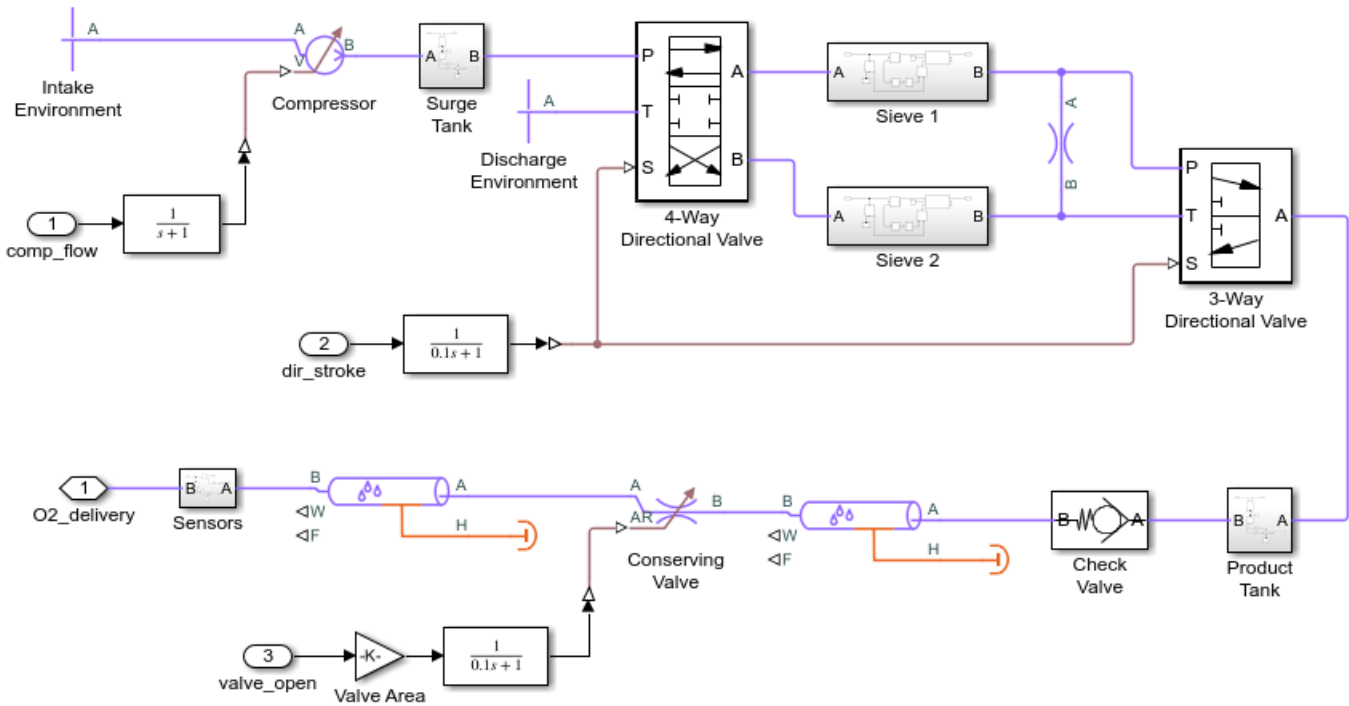 A
A
B
V
Intake
Environment
Compressor
A
B
Surge
Tank
A
Discharge
Environment
P
T
S
A
B
4-Way
Directional Valve
A
B
Sieve 1
A
B
Sieve 2
A
B
P
T
S
A
3-Way
Directional Valve
1
comp_flow
1
s + 1
2
dir_stroke
1
0.1s + 1
1
O2_delivery
B
A
Sensors
B
A
W
F
H
A
B
AR
Conserving
Valve
B
A
W
F
H
B
A
Check
Valve
B
A
Product
Tank
3
valve_open
-K-
Valve Area
1
0.1s + 1